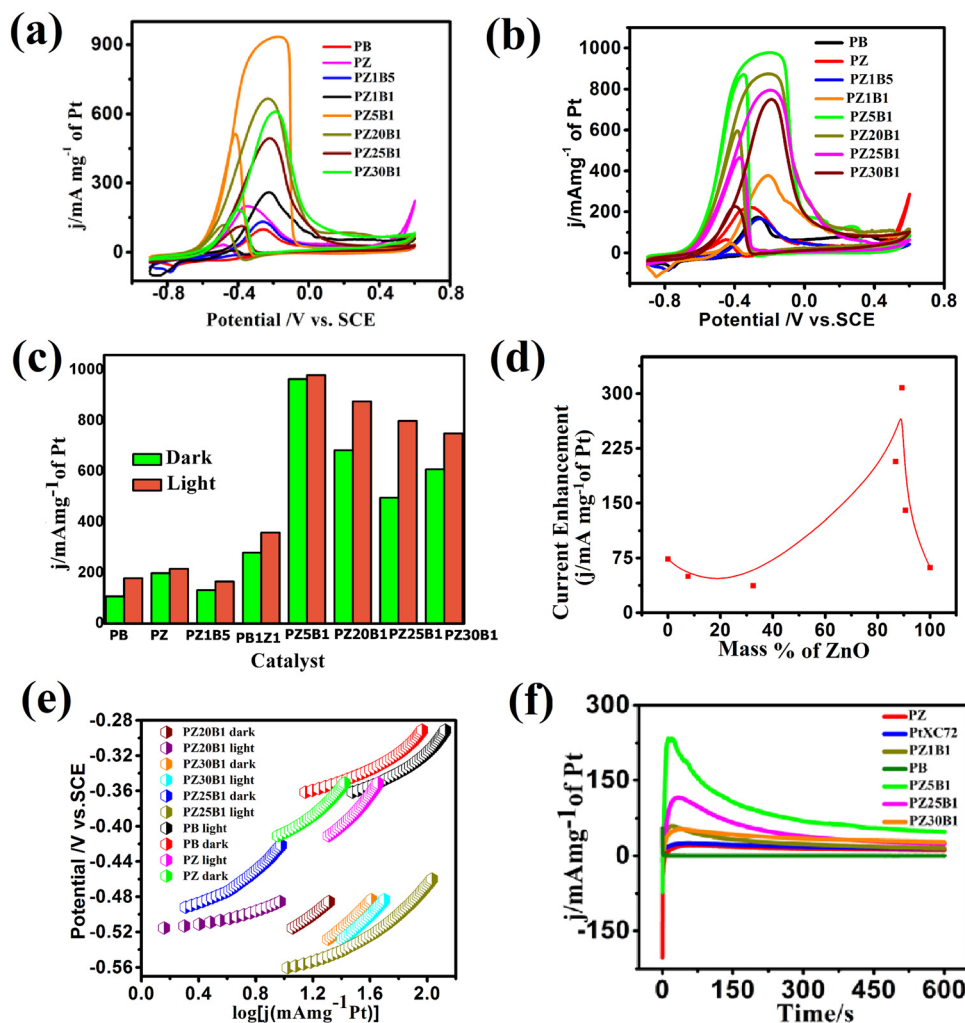 (a)
j/mA mg⁻¹ of Pt
900
600
300
0
-0.8
-0.4
0.0
0.4
0.8
Potential /V vs. SCE
PB
PZ
PZ1B5
PZ1B1
PZ5B1
PZ20B1
PZ25B1
PZ30B1
(b)
j/mAmg⁻¹ of Pt
1000
800
600
400
200
0
-0.8
-0.4
0.0
0.4
0.8
Potential /V vs.SCE
PB
PZ
PZ1B5
PZ1B1
PZ5B1
PZ20B1
PZ25B1
PZ30B1
(c)
j/mAmg⁻¹of Pt
1000
800
600
400
200
0
Dark
Light
PB
PZ
PZ1B5
PB1Z1
PZ5B1
PZ20B1
PZ25B1
PZ30B1
Catalyst
(d)
Current Enhancement
(j/mA mg⁻¹of Pt)
300
225
150
75
0
0
20
40
60
80
100
Mass % of ZnO
(e)
Potential /V vs.SCE
-0.28
-0.32
-0.36
-0.40
-0.44
-0.48
-0.52
-0.56
PZ20B1 dark
PZ20B1 light
PZ30B1 dark
PZ30B1 light
PZ25B1 dark
PZ25B1 light
PB light
PB dark
PZ light
PZ dark
0.0
0.4
0.8
1.2
1.6
2.0
log[j(mAmg⁻¹Pt)]
(f)
j/mAmg⁻¹of Pt
300
150
0
-150
0
150
300
450
600
Time/s
PZ
PtXC72
PZ1B1
PB
PZ5B1
PZ25B1
PZ30B1